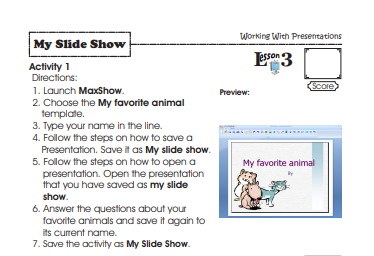 Working With Presentations
My Slide Show
Lesson 3
Score
Activity 1
Directions:
1. Launch MaxShow.
2. Choose the My favorite animal
template.
3. Type your name in the line.
4. Follow the steps on how to save a
Presentation. Save it as My slide show.
5. Follow the steps on how to open a
presentation. Open the presentation
that you have saved as my slide
show.
6. Answer the questions about your
favorite animals and save it again to
its current name.
7. Save the activity as My Slide Show.
Preview:
My favorite animal
By